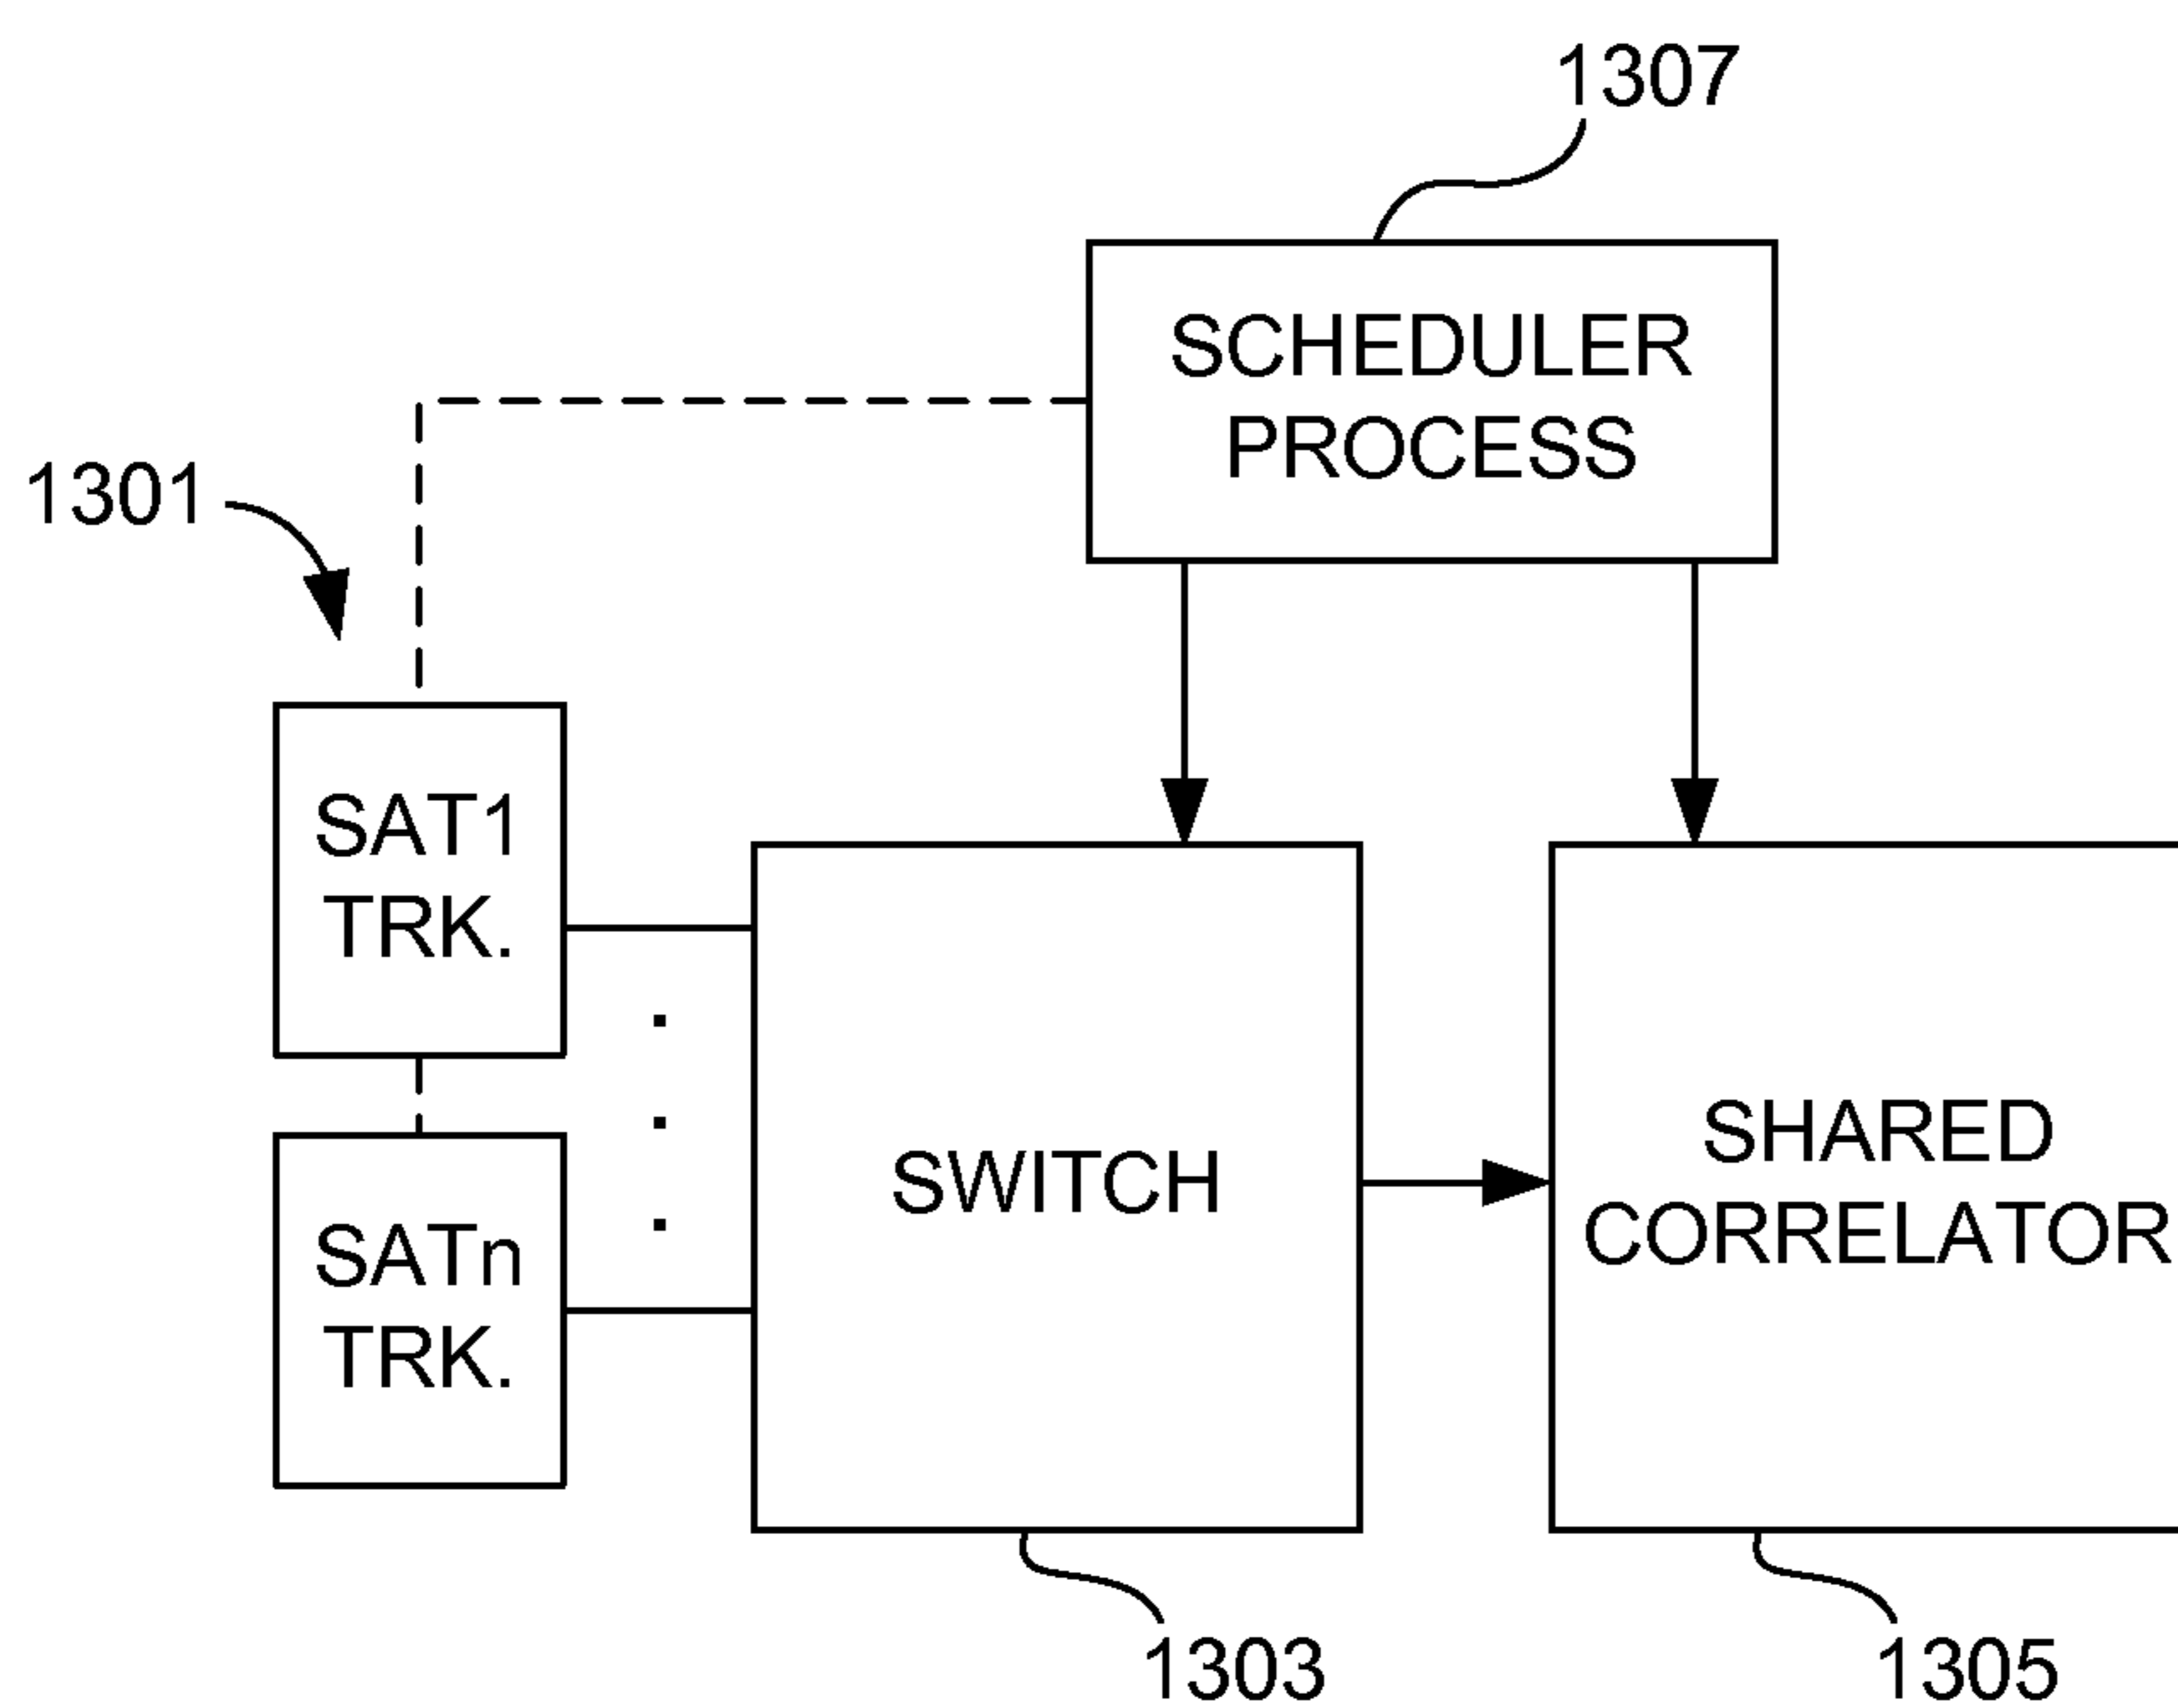 1307
SCHEDULER
PROCESS
1301
SAT1
TRK.
SATn
TRK.
SWITCH
SHARED
CORRELATOR
1303
1305